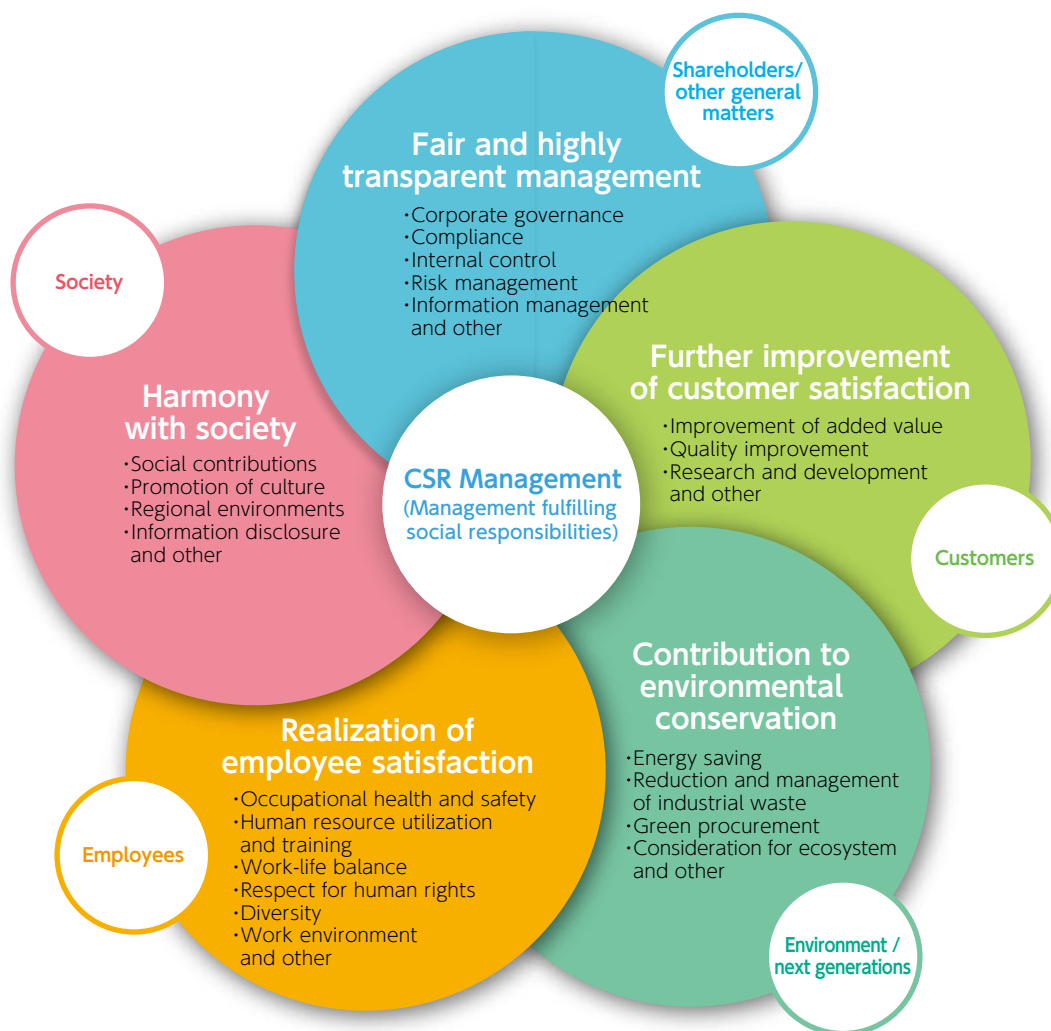 Shareholders/
other general
matters
Fair and highly
transparent management
・Corporate governance
・Compliance
・Internal control
・Risk management
・Information management
and other
Society
Harmony
with society
・Social contributions
・Promotion of culture
・Regional environments
・Information disclosure
and other
Further improvement
of customer satisfaction
・Improvement of added value
・Quality improvement
・Research and development
and other
Customers
CSR Management
(Management fulfilling
social responsibilities)
Contribution to
environmental
conservation
・Energy saving
・Reduction and management
of industrial waste
・Green procurement
・Consideration for ecosystem
and other
Environment /
next generations
Realization of
employee satisfaction
・Occupational health and safety
・Human resource utilization
and training
・Work-life balance
・Respect for human rights
・Diversity
・Work environment
and other
Employees